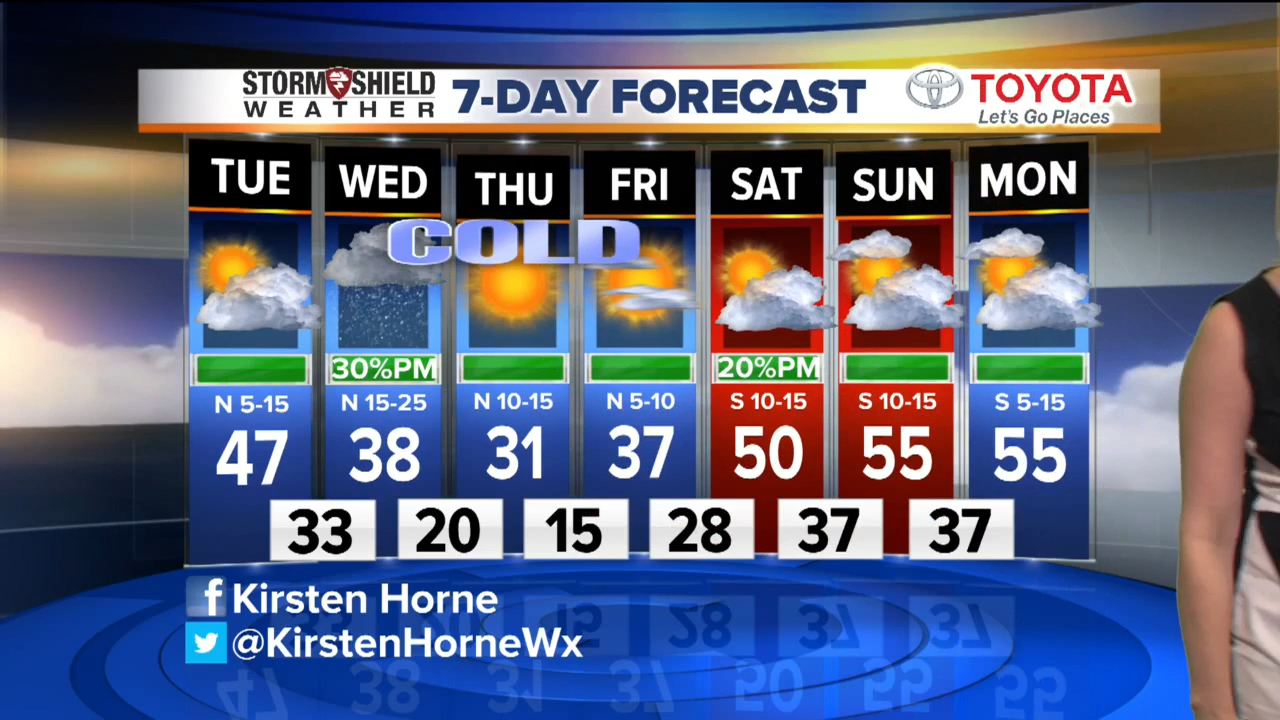 STORM SHIELD
WEATHER
7-DAY FORECAST
TOYOTA
Let's Go Places
TUE WED THU FRI SAT SUN MON
COLD
30%PM 20%PM
N 5-15 N 15-25 N 10-15 N 5-10 S 10-15 S 10-15 S 5-15
47 38 31 37 50 55 55
33 20 15 28 37 37
f Kirsten Horne
@KirstenHorneWx